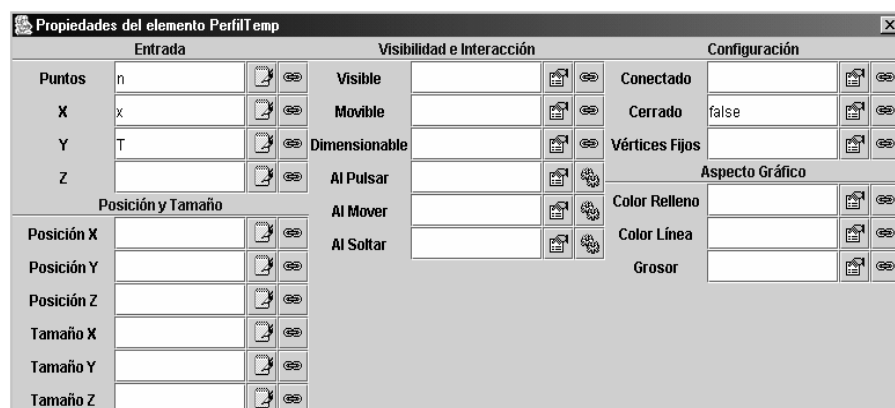 Propiedades del elemento PerfilTemp
Entrada Visibilidad e Interacción Configuración
Puntos n Visible Conectado
X x Movible Cerrado false
Y T Dimensionable Vértices Fijos
Z Al Pulsar Aspecto Gráfico
Posición y Tamaño Al Mover Color Relleno
Posición X Al Soltar Color Línea
Posición Y Grosor
Posición Z
Tamaño X
Tamaño Y
Tamaño Z